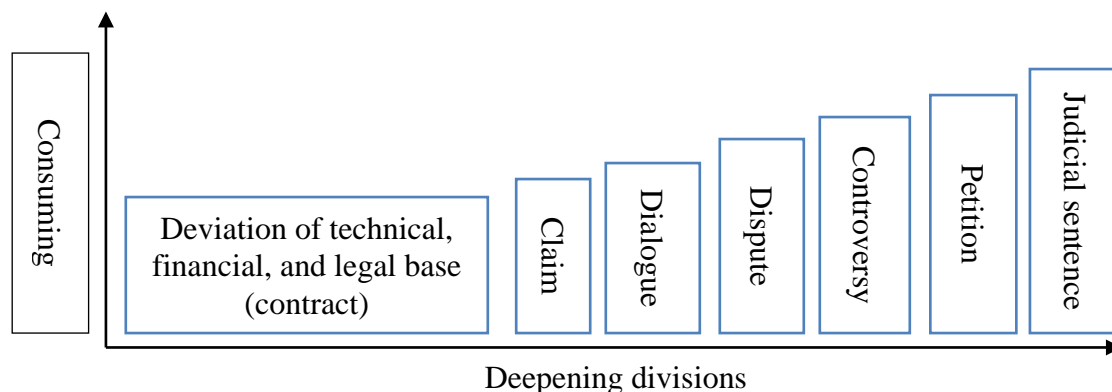 Consuming
Deviation of technical,
financial, and legal base
(contract)
Claim
Dialogue
Dispute
Controversy
Petition
Judicial sentence
Deepening divisions